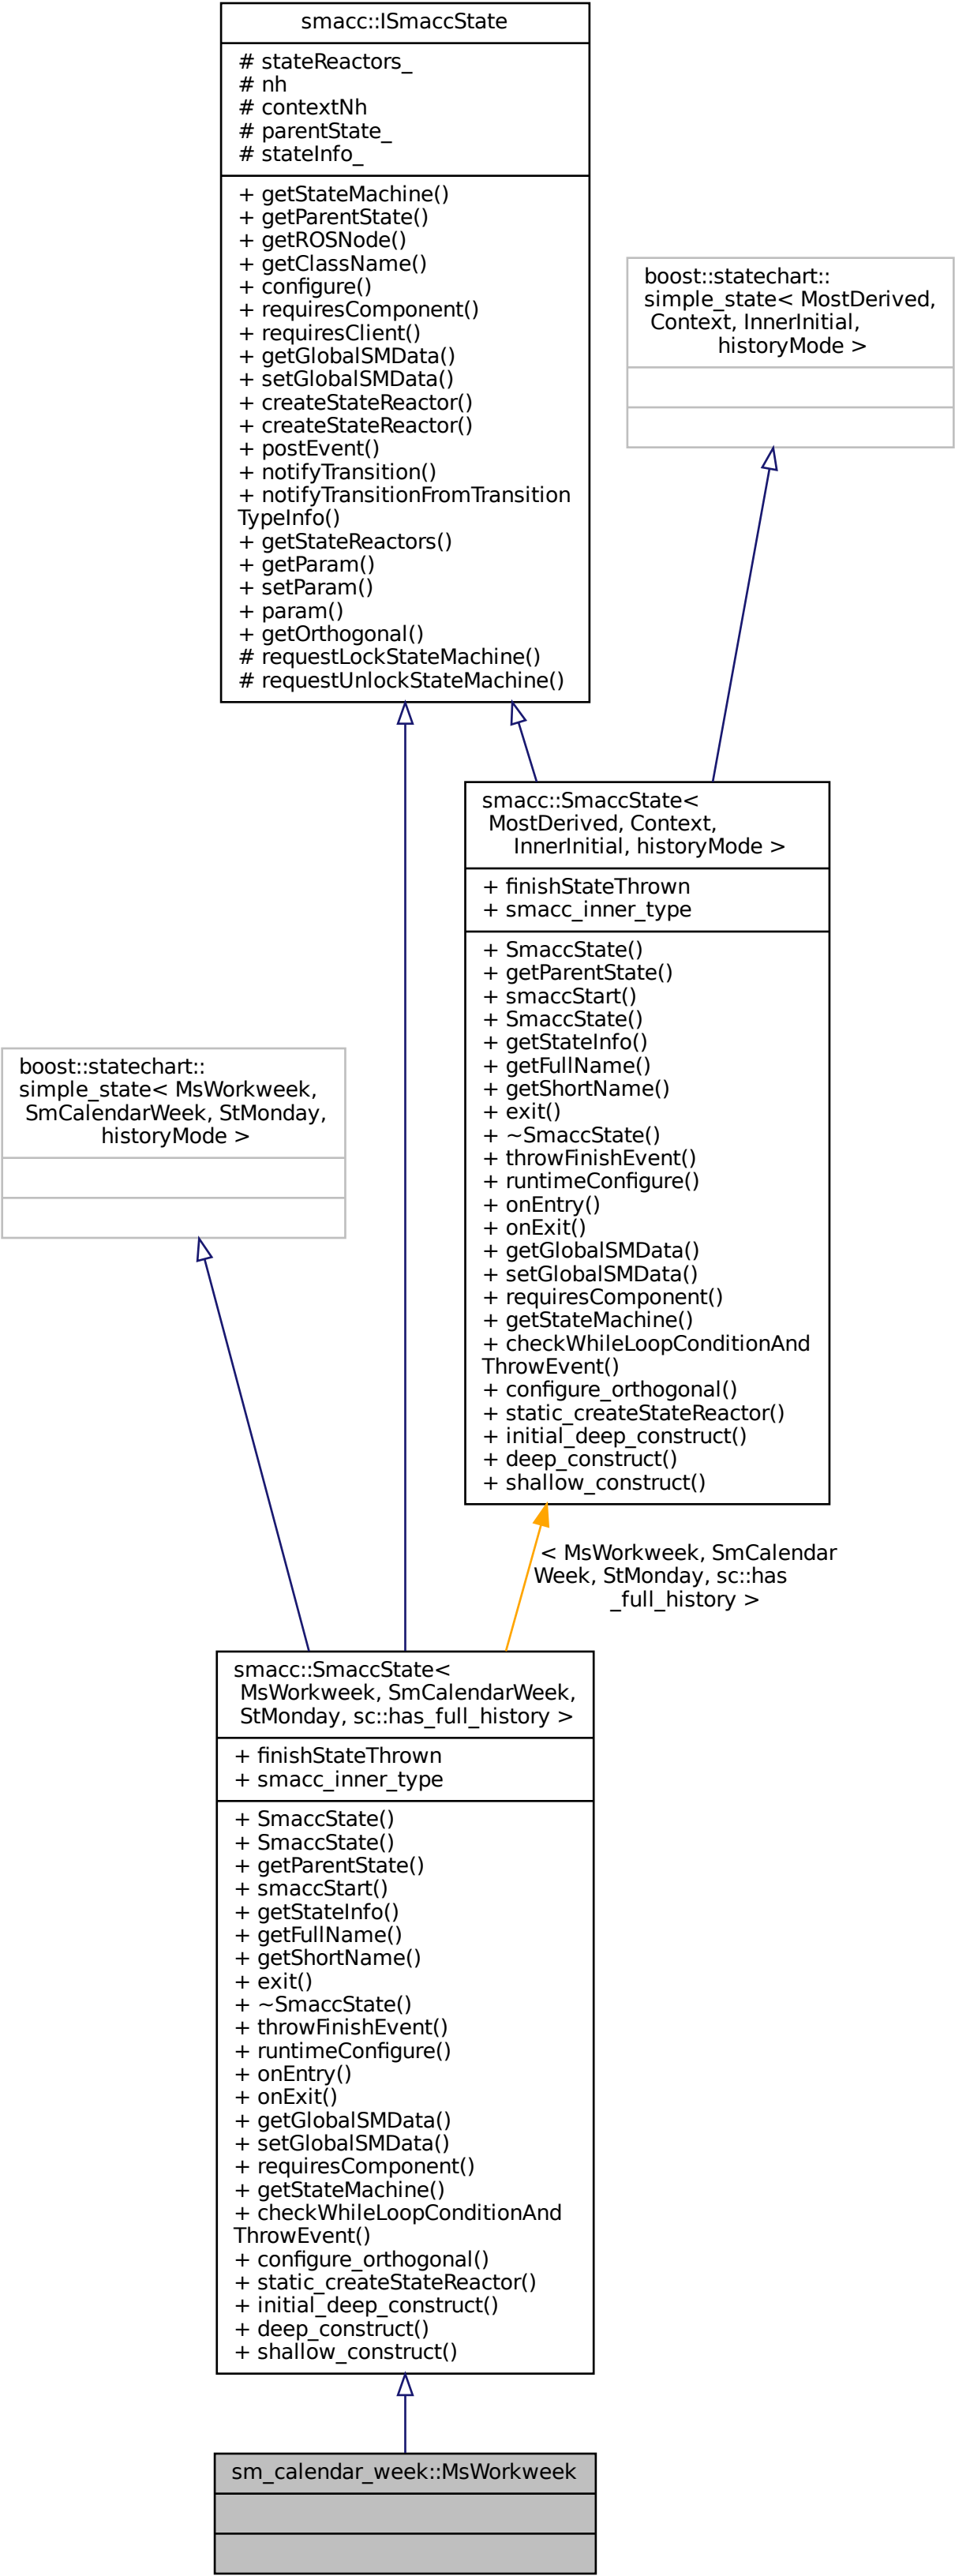 smacc::ISmaccState
# stateReactors_
# nh
# contextNh
# parentState_
# stateInfo_
+ getStateMachine()
+ getParentState()
+ getROSNode()
+ getClassName()
+ configure()
+ requiresComponent()
+ requiresClient()
+ getGlobalSMData()
+ setGlobalSMData()
+ createStateReactor()
+ createStateReactor()
+ postEvent()
+ notifyTransition()
+ notifyTransitionFromTransition
TypeInfo()
+ getStateReactors()
+ getParam()
+ setParam()
+ param()
+ getOrthogonal()
# requestLockStateMachine()
# requestUnlockStateMachine()
boost::statechart::
simple_state< MostDerived,
Context, InnerInitial,
historyMode >
smacc::SmaccState<
MostDerived, Context,
InnerInitial, historyMode >
+ finishStateThrown
+ smacc_inner_type
+ SmaccState()
+ getParentState()
+ smaccStart()
+ SmaccState()
+ getStateInfo()
+ getFullName()
+ getShortName()
+ exit()
+ ~SmaccState()
+ throwFinishEvent()
+ runtimeConfigure()
+ onEntry()
+ onExit()
+ getGlobalSMData()
+ setGlobalSMData()
+ requiresComponent()
+ getStateMachine()
+ checkWhileLoopConditionAnd
ThrowEvent()
+ configure_orthogonal()
+ static_createStateReactor()
+ initial_deep_construct()
+ deep_construct()
+ shallow_construct()
boost::statechart::
simple_state< MsWorkweek,
SmCalendarWeek, StMonday,
historyMode >
< MsWorkweek, SmCalendar
Week, StMonday, sc::has
_full_history >
smacc::SmaccState<
MsWorkweek, SmCalendarWeek,
StMonday, sc::has_full_history >
+ finishStateThrown
+ smacc_inner_type
+ SmaccState()
+ SmaccState()
+ getParentState()
+ smaccStart()
+ getStateInfo()
+ getFullName()
+ getShortName()
+ exit()
+ ~SmaccState()
+ throwFinishEvent()
+ runtimeConfigure()
+ onEntry()
+ onExit()
+ getGlobalSMData()
+ setGlobalSMData()
+ requiresComponent()
+ getStateMachine()
+ checkWhileLoopConditionAnd
ThrowEvent()
+ configure_orthogonal()
+ static_createStateReactor()
+ initial_deep_construct()
+ deep_construct()
+ shallow_construct()
sm_calendar_week::MsWorkweek